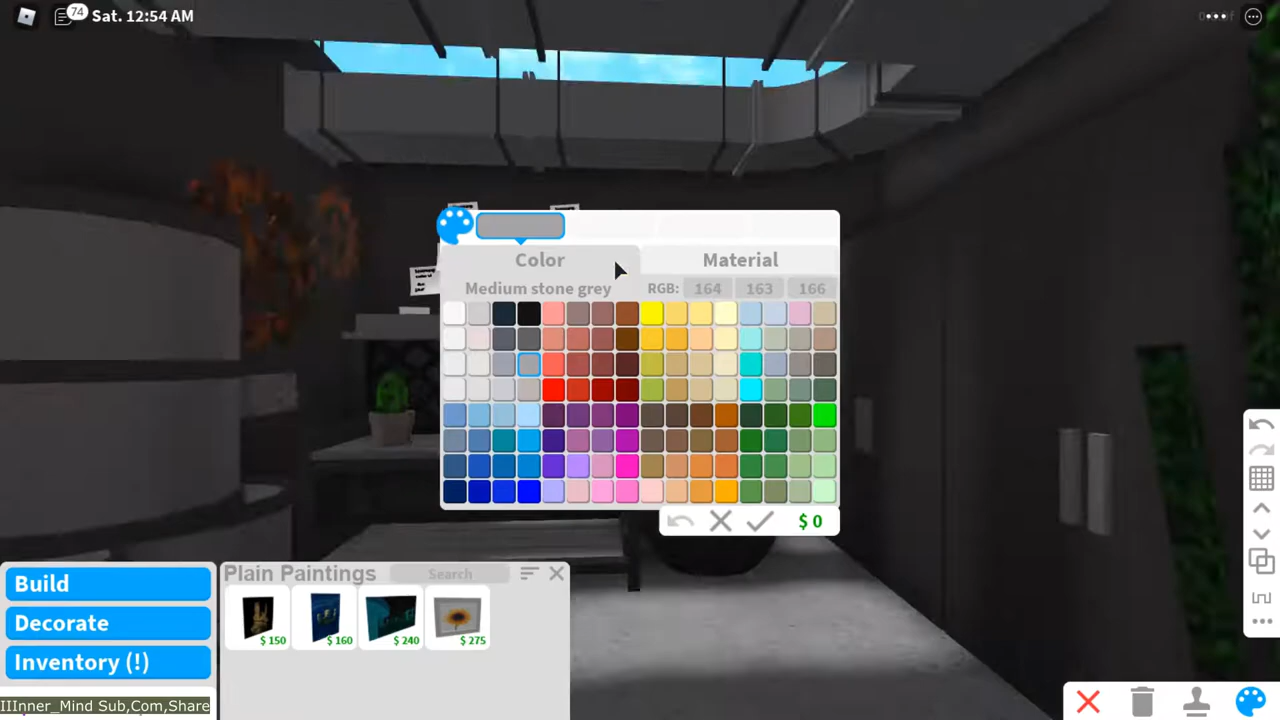 74
Sat. 12:54 AM
Color
Material
Medium stone grey
RGB:
164
163
166
$ 0
Build
Decorate
Inventory (!)
Plain Paintings
Search
$ 150
$ 160
$ 240
$ 275
IIInner_Mind Sub,Com,Share